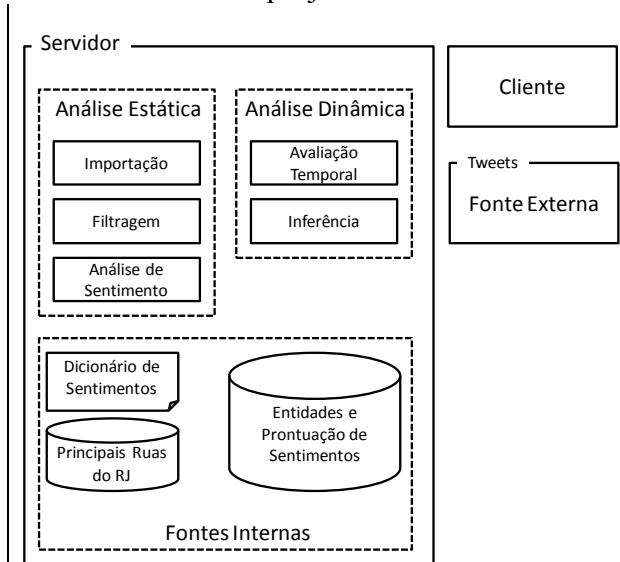 Servidor
Análise Estática
Importação
Filtragem
Análise de
Sentimento
Análise Dinâmica
Avaliação
Temporal
Inferência
Dicionário de
Sentimentos
Principais Ruas
do RJ
Entidades e
Prontuação de
Sentimentos
Fontes Internas
Cliente
Tweets
Fonte Externa